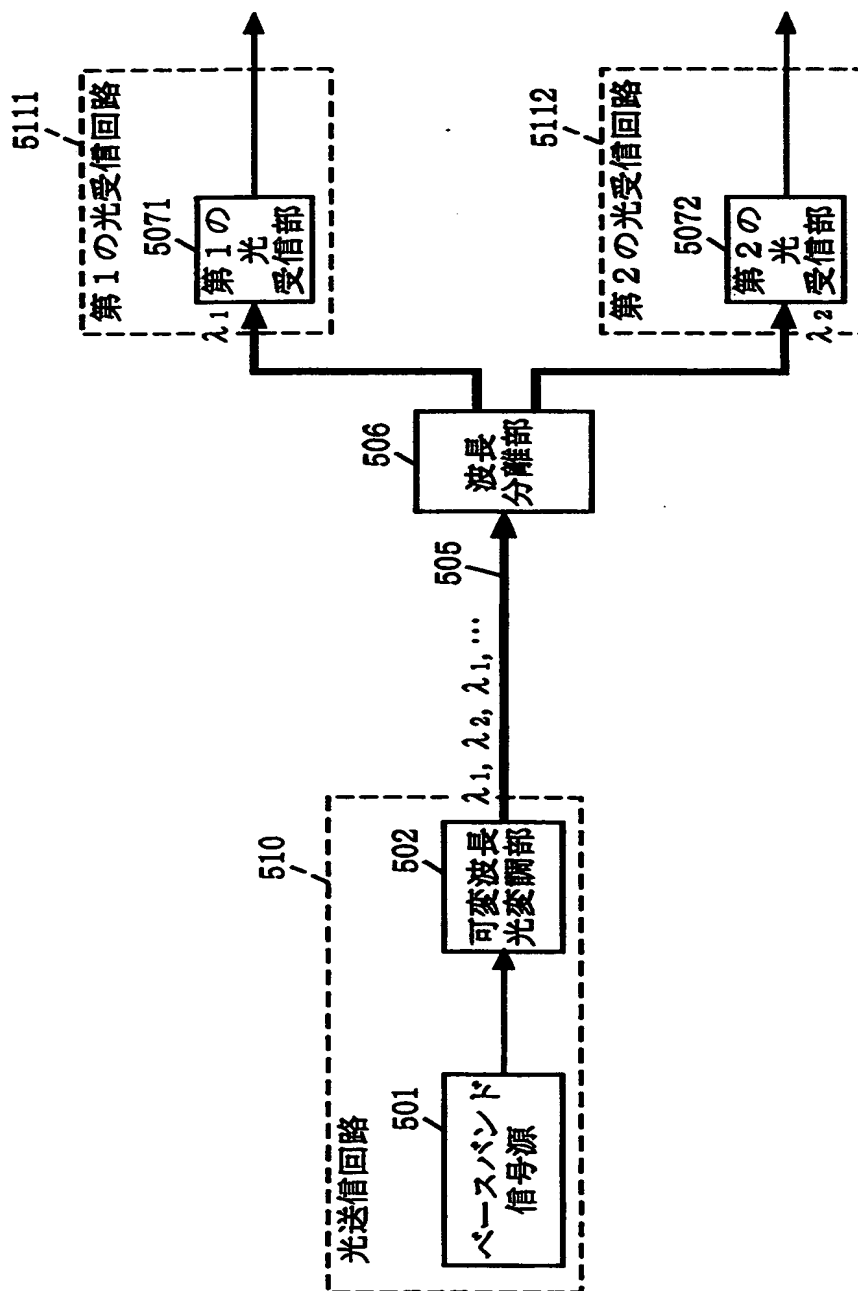 光送信回路
510
501
ベースバンド
信号源
502
可変波長
光変調部
λ1, λ2, λ1, …
505
506
波長
分離部
5111
第1の光受信回路
λ1
5071
第1の
光
受信部
5112
第2の光受信回路
λ2
5072
第2の
光
受信部